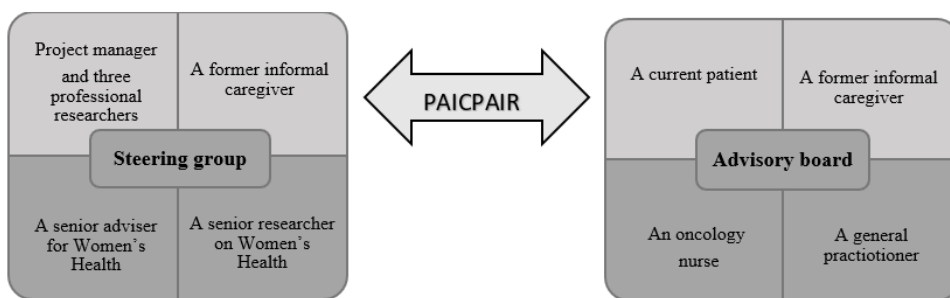 Project manager
and three
professional
researchers
A former informal
caregiver
Steering group
A senior adviser
for Women’s
Health
A senior researcher
on Women’s
Health
PAICPAIR
A current patient
A former informal
caregiver
Advisory board
An oncology
nurse
A general
practiotioner